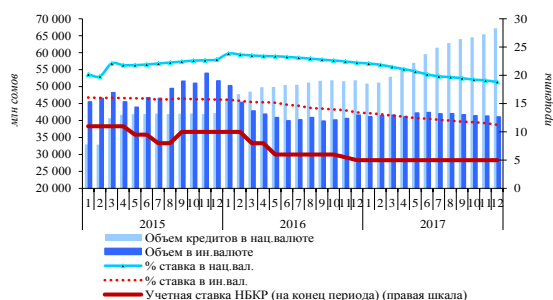 млн сомов
70 000
65 000
60 000
55 000
50 000
45 000
40 000
35 000
30 000
25 000
20 000
30
25
20
15
10
5
0
проценты
1 2 3 4 5 6 7 8 9 10 11 12 1 2 3 4 5 6 7 8 9 10 11 12 1 2 3 4 5 6 7 8 9 10 11 12
2015 2016 2017
Объем кредитов в нац.валюте
Объем в ин.валюте
% ставка в нац.вал.
% ставка в ин.вал.
Учетная ставка НБКР (на конец периода) (правая шкала)